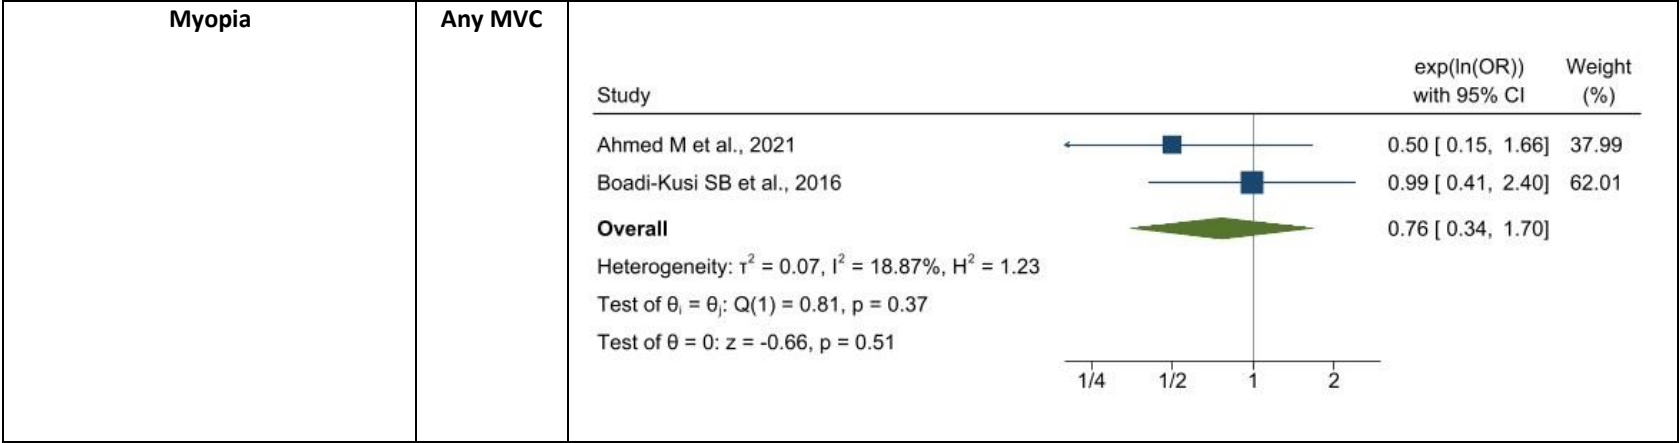 Myopia
Any MVC
exp(ln(OR)) Weight
Study with 95% CI (%)
Ahmed M et al., 2021 0.50 [ 0.15, 1.66] 37.99
Boadi-Kusi SB et al., 2016 0.99 [ 0.41, 2.40] 62.01
Overall 0.76 [ 0.34, 1.70]
Heterogeneity: τ² = 0.07, I² = 18.87%, H² = 1.23
Test of θᵢ = θⱼ: Q(1) = 0.81, p = 0.37
Test of θ = 0: z = -0.66, p = 0.51
1/4 1/2 1 2